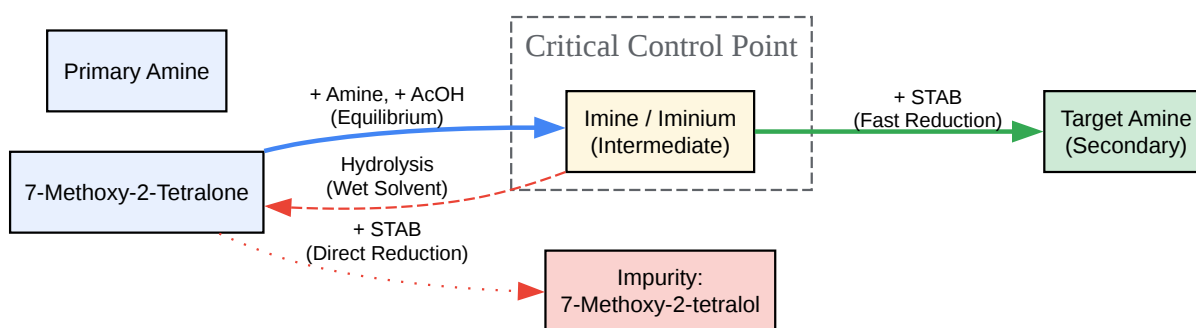 Critical Control Point
Primary Amine
+ Amine, + AcOH
(Equilibrium)
Imine / Iminium
(Intermediate)
+ STAB
(Fast Reduction)
Target Amine
(Secondary)
7-Methoxy-2-Tetralone
Hydrolysis
(Wet Solvent)
+ STAB
(Direct Reduction)
Impurity:
7-Methoxy-2-tetralol